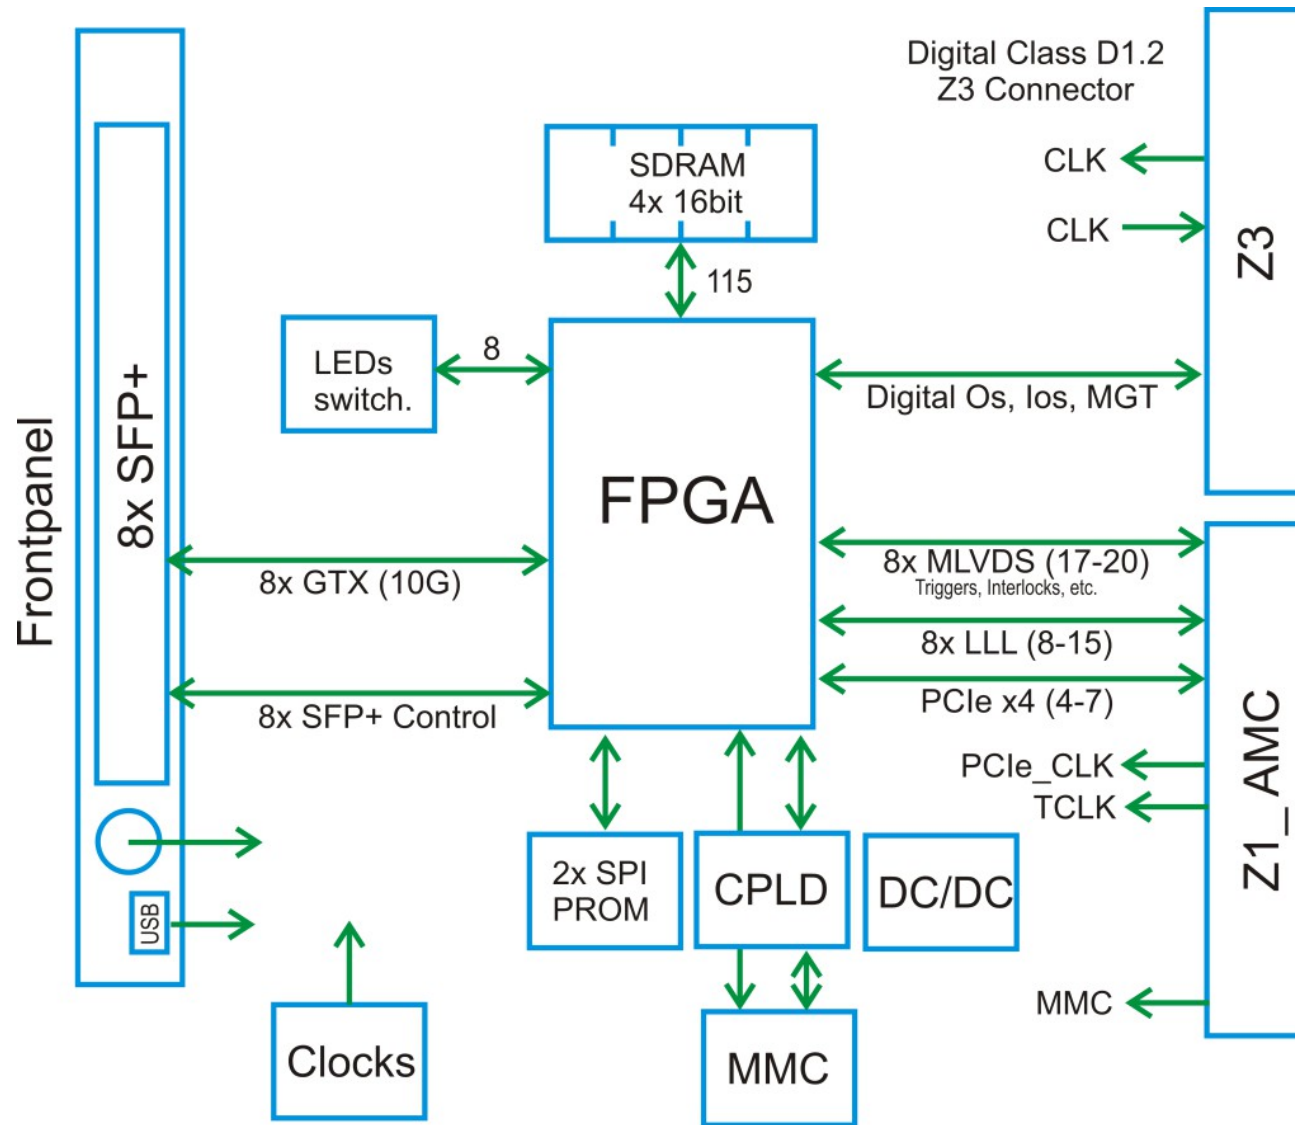 Digital Class D1.2
Z3 Connector
CLK
CLK
Z3
SDRAM
4x 16bit
115
LEDs
switch.
8
FPGA
Digital Os, Ios, MGT
Frontpanel
8x SFP+
8x GTX (10G)
8x SFP+ Control
8x MLVDS (17-20)
Triggers, Interlocks, etc.
8x LLL (8-15)
PCIe x4 (4-7)
PCIe_CLK
TCLK
MMC
Z1_AMC
USB
2x SPI
PROM
CPLD
DC/DC
Clocks
MMC